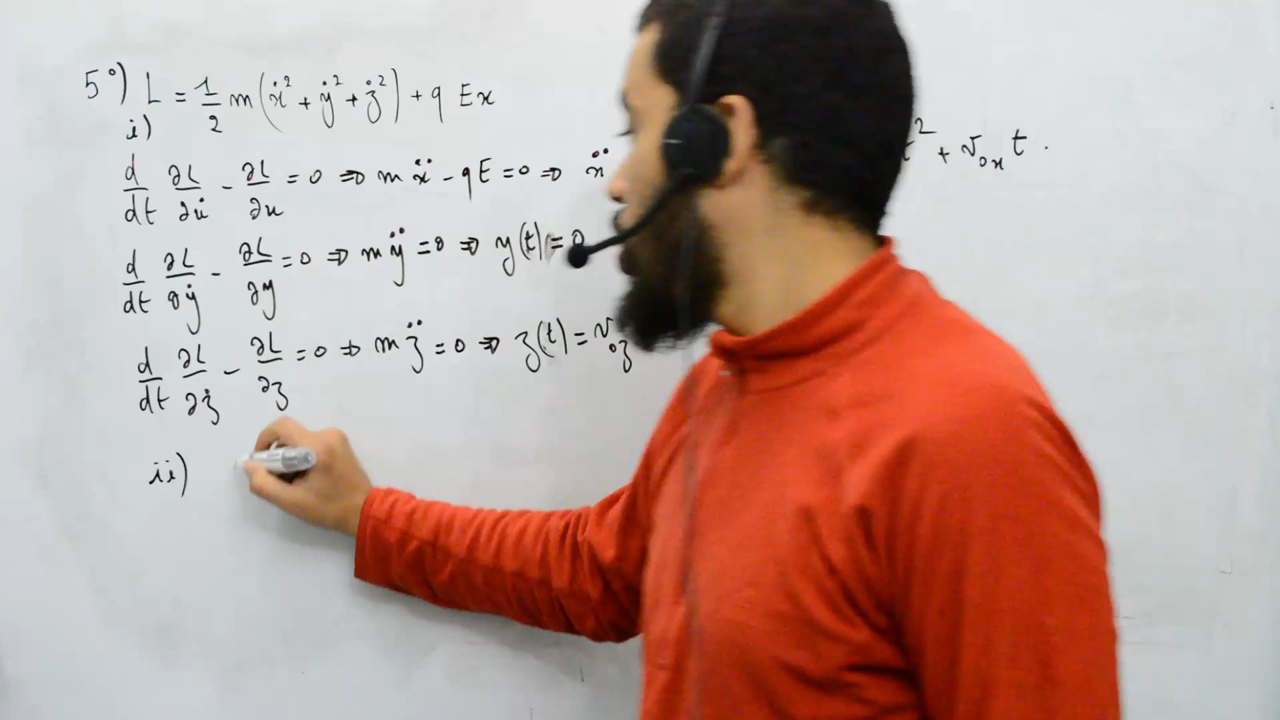 5°) L = 1/2 m(ẋ² + ẏ² + ż²) + q Ex
i)
d/dt ∂L/∂ẋ - ∂L/∂x = 0 ⇒ m ẍ - qE = 0 ⇒ ẍ t² + v₀ₓ t .
d/dt ∂L/∂ẏ - ∂L/∂y = 0 ⇒ m ÿ = 0 ⇒ y(t) = 0
d/dt ∂L/∂ż - ∂L/∂z = 0 ⇒ m z̈ = 0 ⇒ z(t) = v₀z
ii)